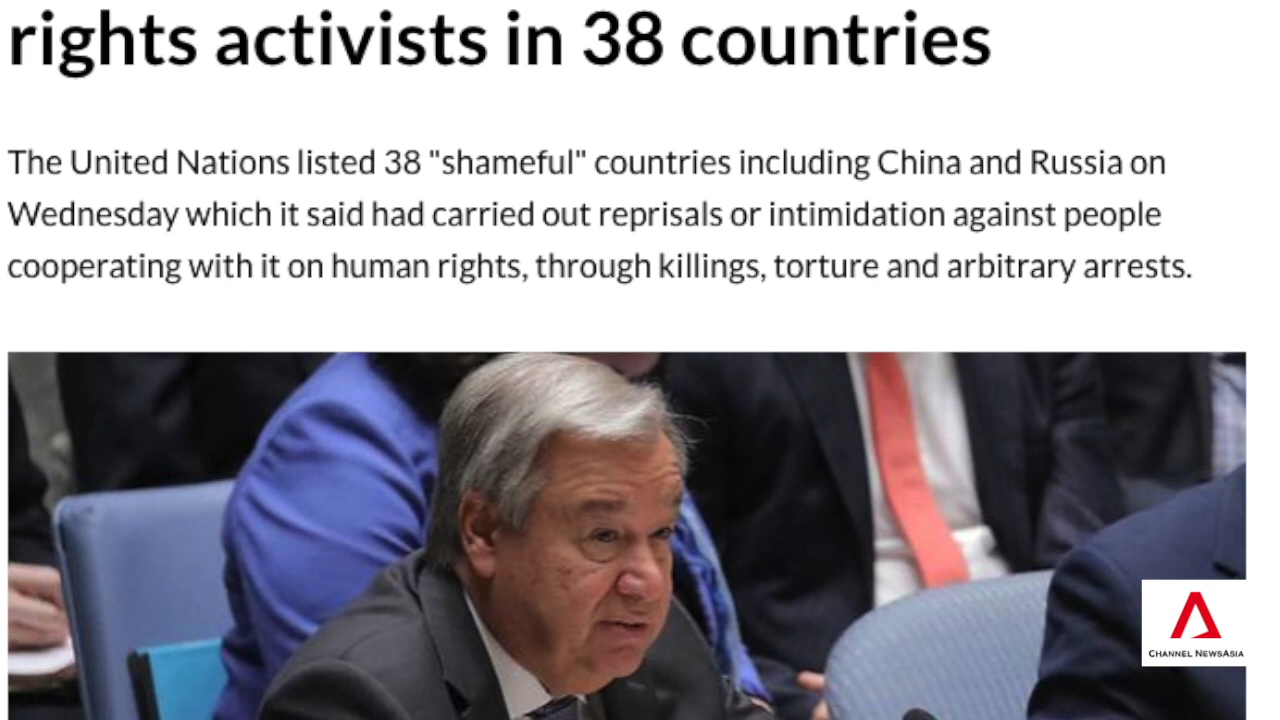 rights activists in 38 countries
The United Nations listed 38 "shameful" countries including China and Russia on
Wednesday which it said had carried out reprisals or intimidation against people
cooperating with it on human rights, through killings, torture and arbitrary arrests.
CHANNEL NEWSASIA